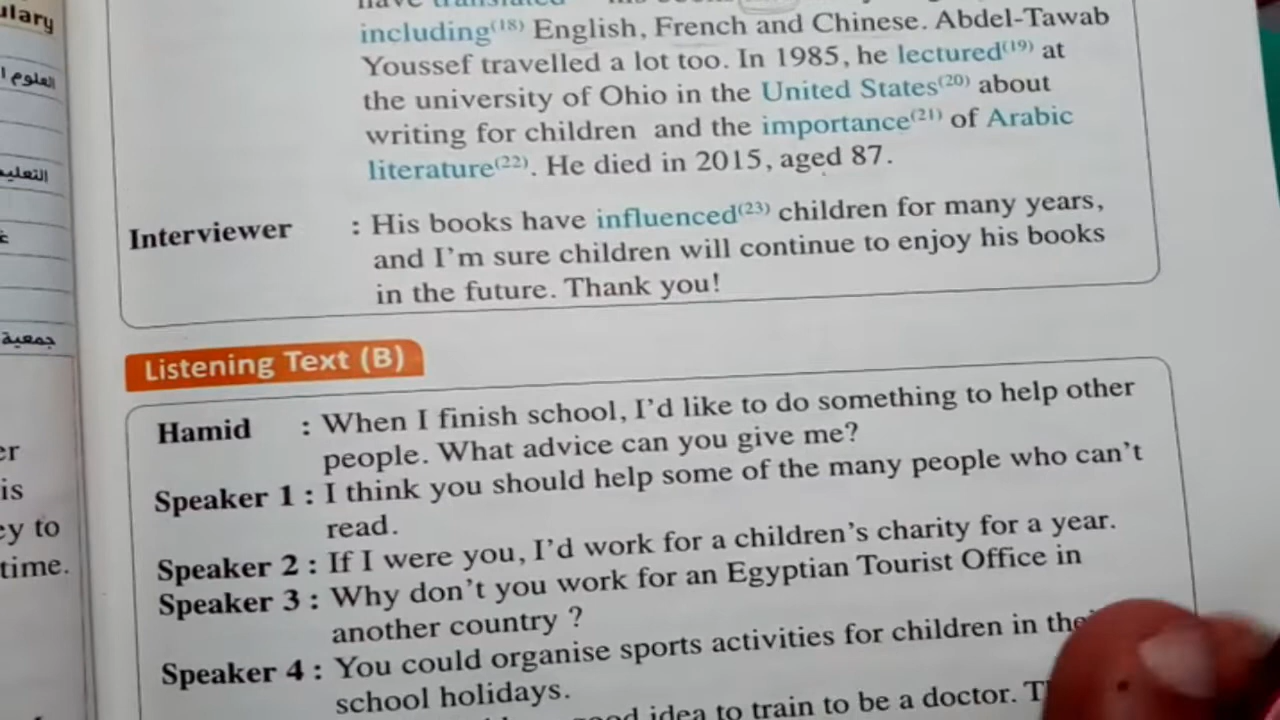 ulary
العلوم ا
التعليم
جمعية
er
is
ey to
time.
have translated his
including(18) English, French and Chinese. Abdel-Tawab
Youssef travelled a lot too. In 1985, he lectured(19) at
the university of Ohio in the United States(20) about
writing for children and the importance(21) of Arabic
literature(22). He died in 2015, aged 87.
Interviewer : His books have influenced(23) children for many years,
and I'm sure children will continue to enjoy his books
in the future. Thank you!
Listening Text (B)
Hamid : When I finish school, I'd like to do something to help other
people. What advice can you give me?
Speaker 1 : I think you should help some of the many people who can't
read.
Speaker 2 : If I were you, I'd work for a children's charity for a year.
Speaker 3 : Why don't you work for an Egyptian Tourist Office in
another country ?
Speaker 4 : You could organise sports activities for children in the
school holidays.
idea to train to be a doctor.